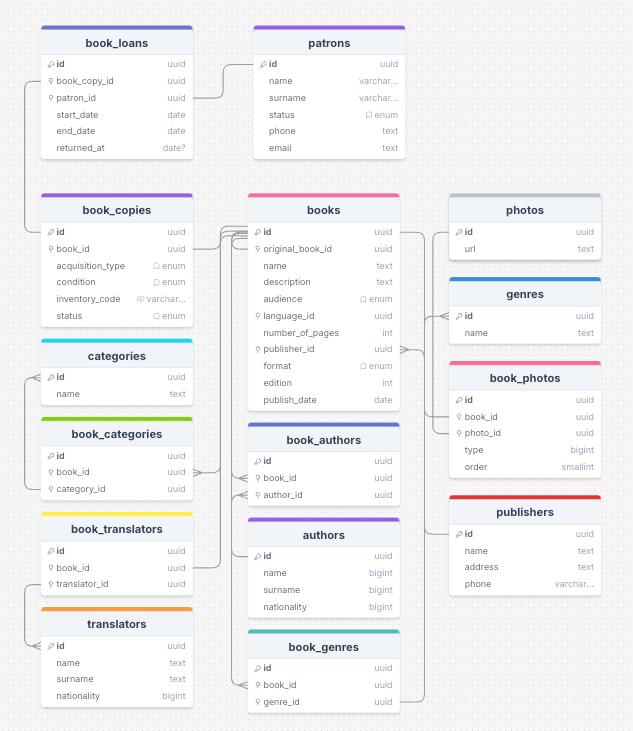 book_loans
id uuid
book_copy_id uuid
patron_id uuid
start_date date
end_date date
returned_at date?
patrons
id uuid
name varchar...
surname varchar...
status enum
phone text
email text
book_copies
id uuid
book_id uuid
acquisition_type enum
condition enum
inventory_code varchar...
status enum
books
id uuid
original_book_id uuid
name text
description text
audience enum
language_id uuid
number_of_pages int
publisher_id uuid
format enum
edition int
publish_date date
photos
id uuid
url text
genres
id uuid
name text
categories
id uuid
name text
book_photos
id uuid
book_id uuid
photo_id uuid
type bigint
order smallint
book_categories
id uuid
book_id uuid
category_id uuid
book_authors
id uuid
book_id uuid
author_id uuid
publishers
id uuid
name text
address text
phone varchar...
book_translators
id uuid
book_id uuid
translator_id uuid
authors
id uuid
name bigint
surname bigint
nationality bigint
translators
id uuid
name text
surname text
nationality bigint
book_genres
id uuid
book_id uuid
genre_id uuid